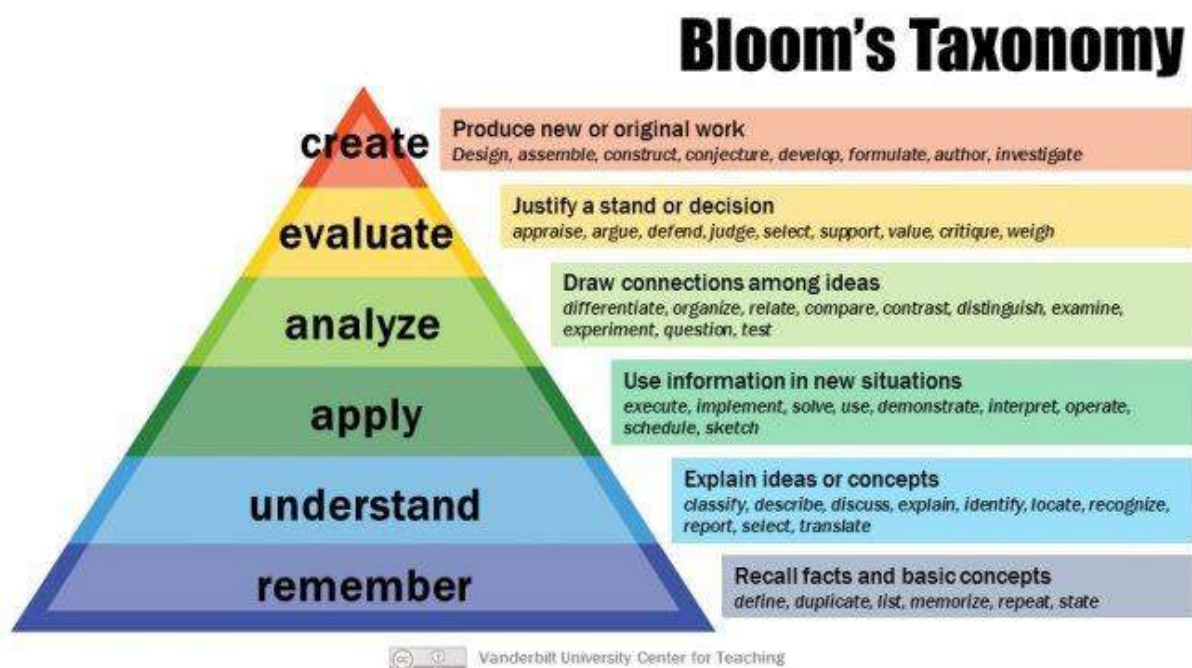 Bloom's Taxonomy
create
Produce new or original work
Design, assemble, construct, conjecture, develop, formulate, author, investigate
evaluate
Justify a stand or decision
appraise, argue, defend, judge, select, support, value, critique, weigh
analyze
Draw connections among ideas
differentiate, organize, relate, compare, contrast, distinguish, examine,
experiment, question, test
apply
Use information in new situations
execute, implement, solve, use, demonstrate, interpret, operate,
schedule, sketch
understand
Explain ideas or concepts
classify, describe, discuss, explain, identify, locate, recognize,
report, select, translate
remember
Recall facts and basic concepts
define, duplicate, list, memorize, repeat, state
cc Vanderbilt University Center for Teaching